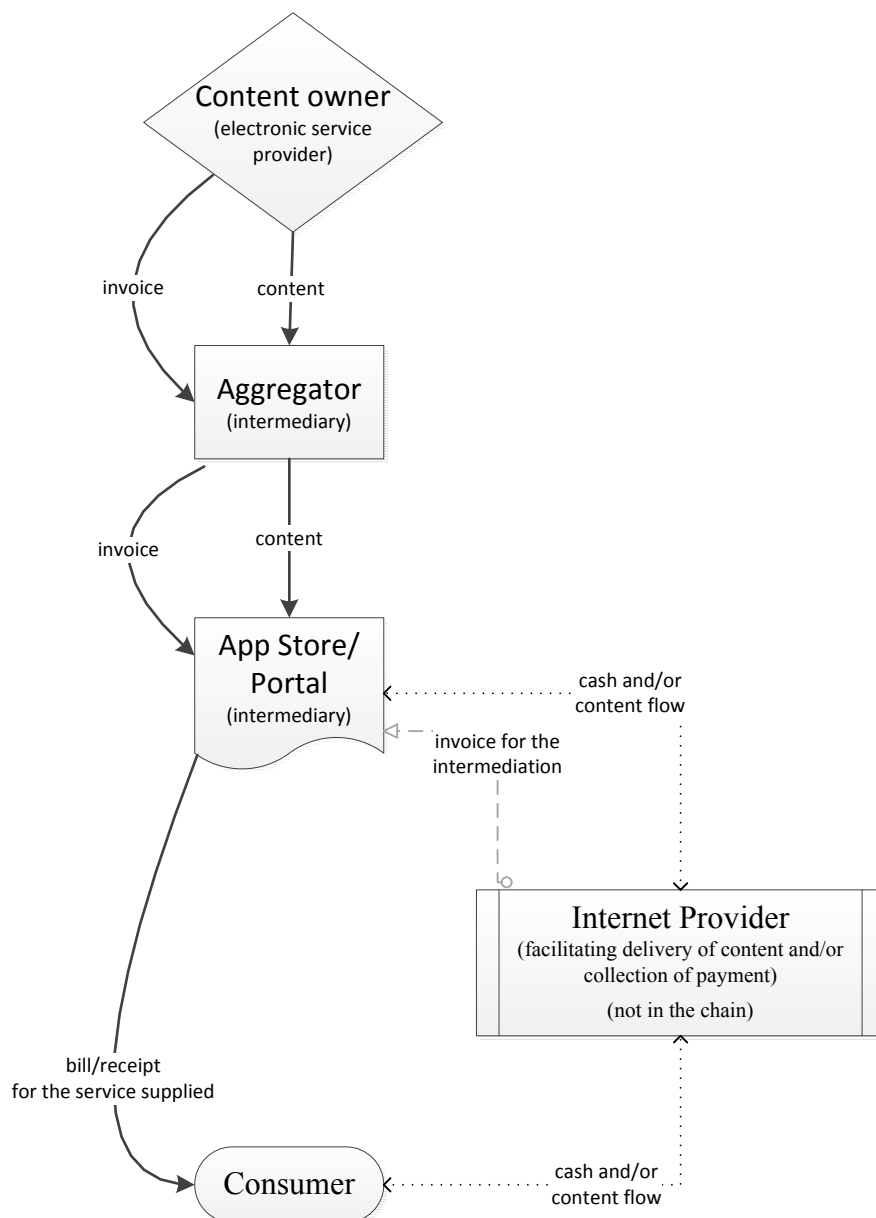 Content owner
(electronic service
provider)
invoice
content
Aggregator
(intermediary)
invoice
content
App Store/
Portal
(intermediary)
cash and/or
content flow
invoice for the
intermediation
Internet Provider
(facilitating delivery of content and/or
collection of payment)
(not in the chain)
bill/receipt
for the service supplied
Consumer
cash and/or
content flow